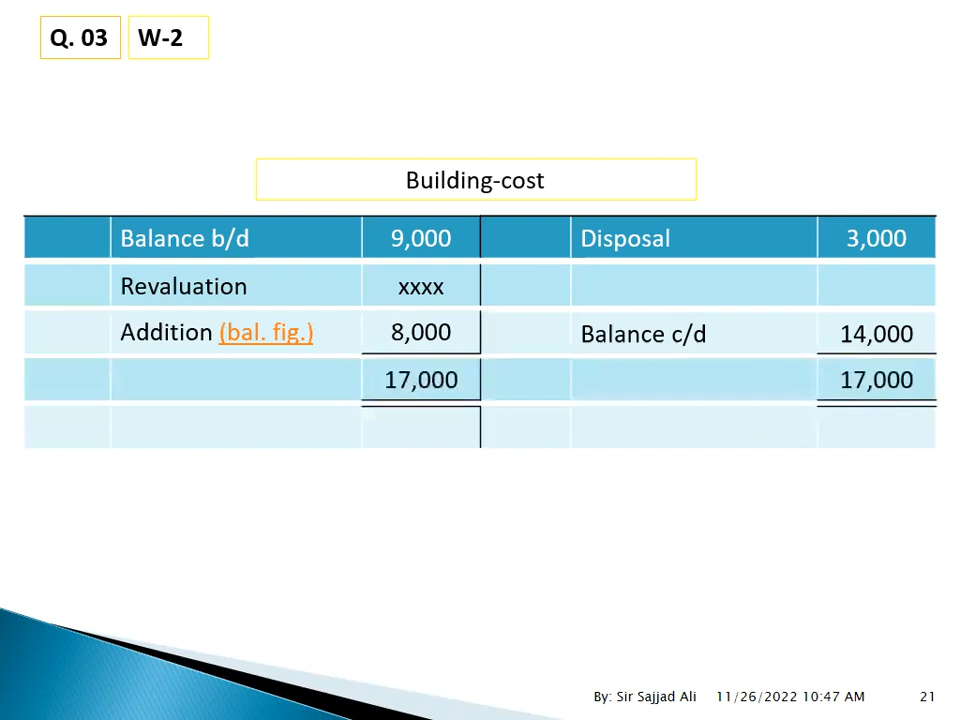 Q. 03 W-2
Building-cost
Balance b/d 9,000 Disposal 3,000
Revaluation xxxx
Addition (bal. fig.) 8,000 Balance c/d 14,000
17,000 17,000
By: Sir Sajjad Ali 11/26/2022 10:47 AM 21